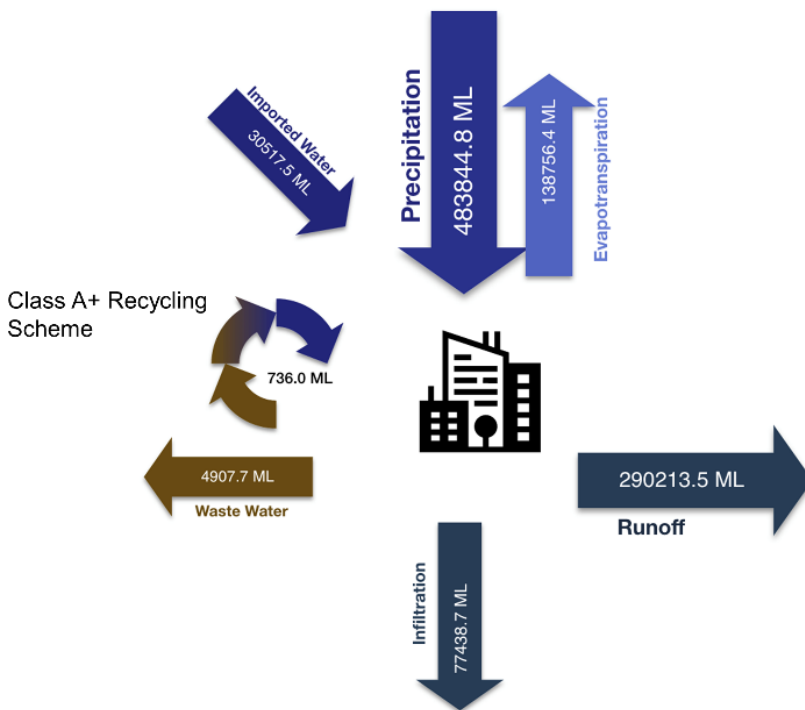 Imported Water
30517.5 ML
Precipitation
483844.8 ML
138756.4 ML
Evapotranspiration
Class A+ Recycling
Scheme
736.0 ML
4907.7 ML
Waste Water
290213.5 ML
Runoff
Infiltration
77438.7 ML